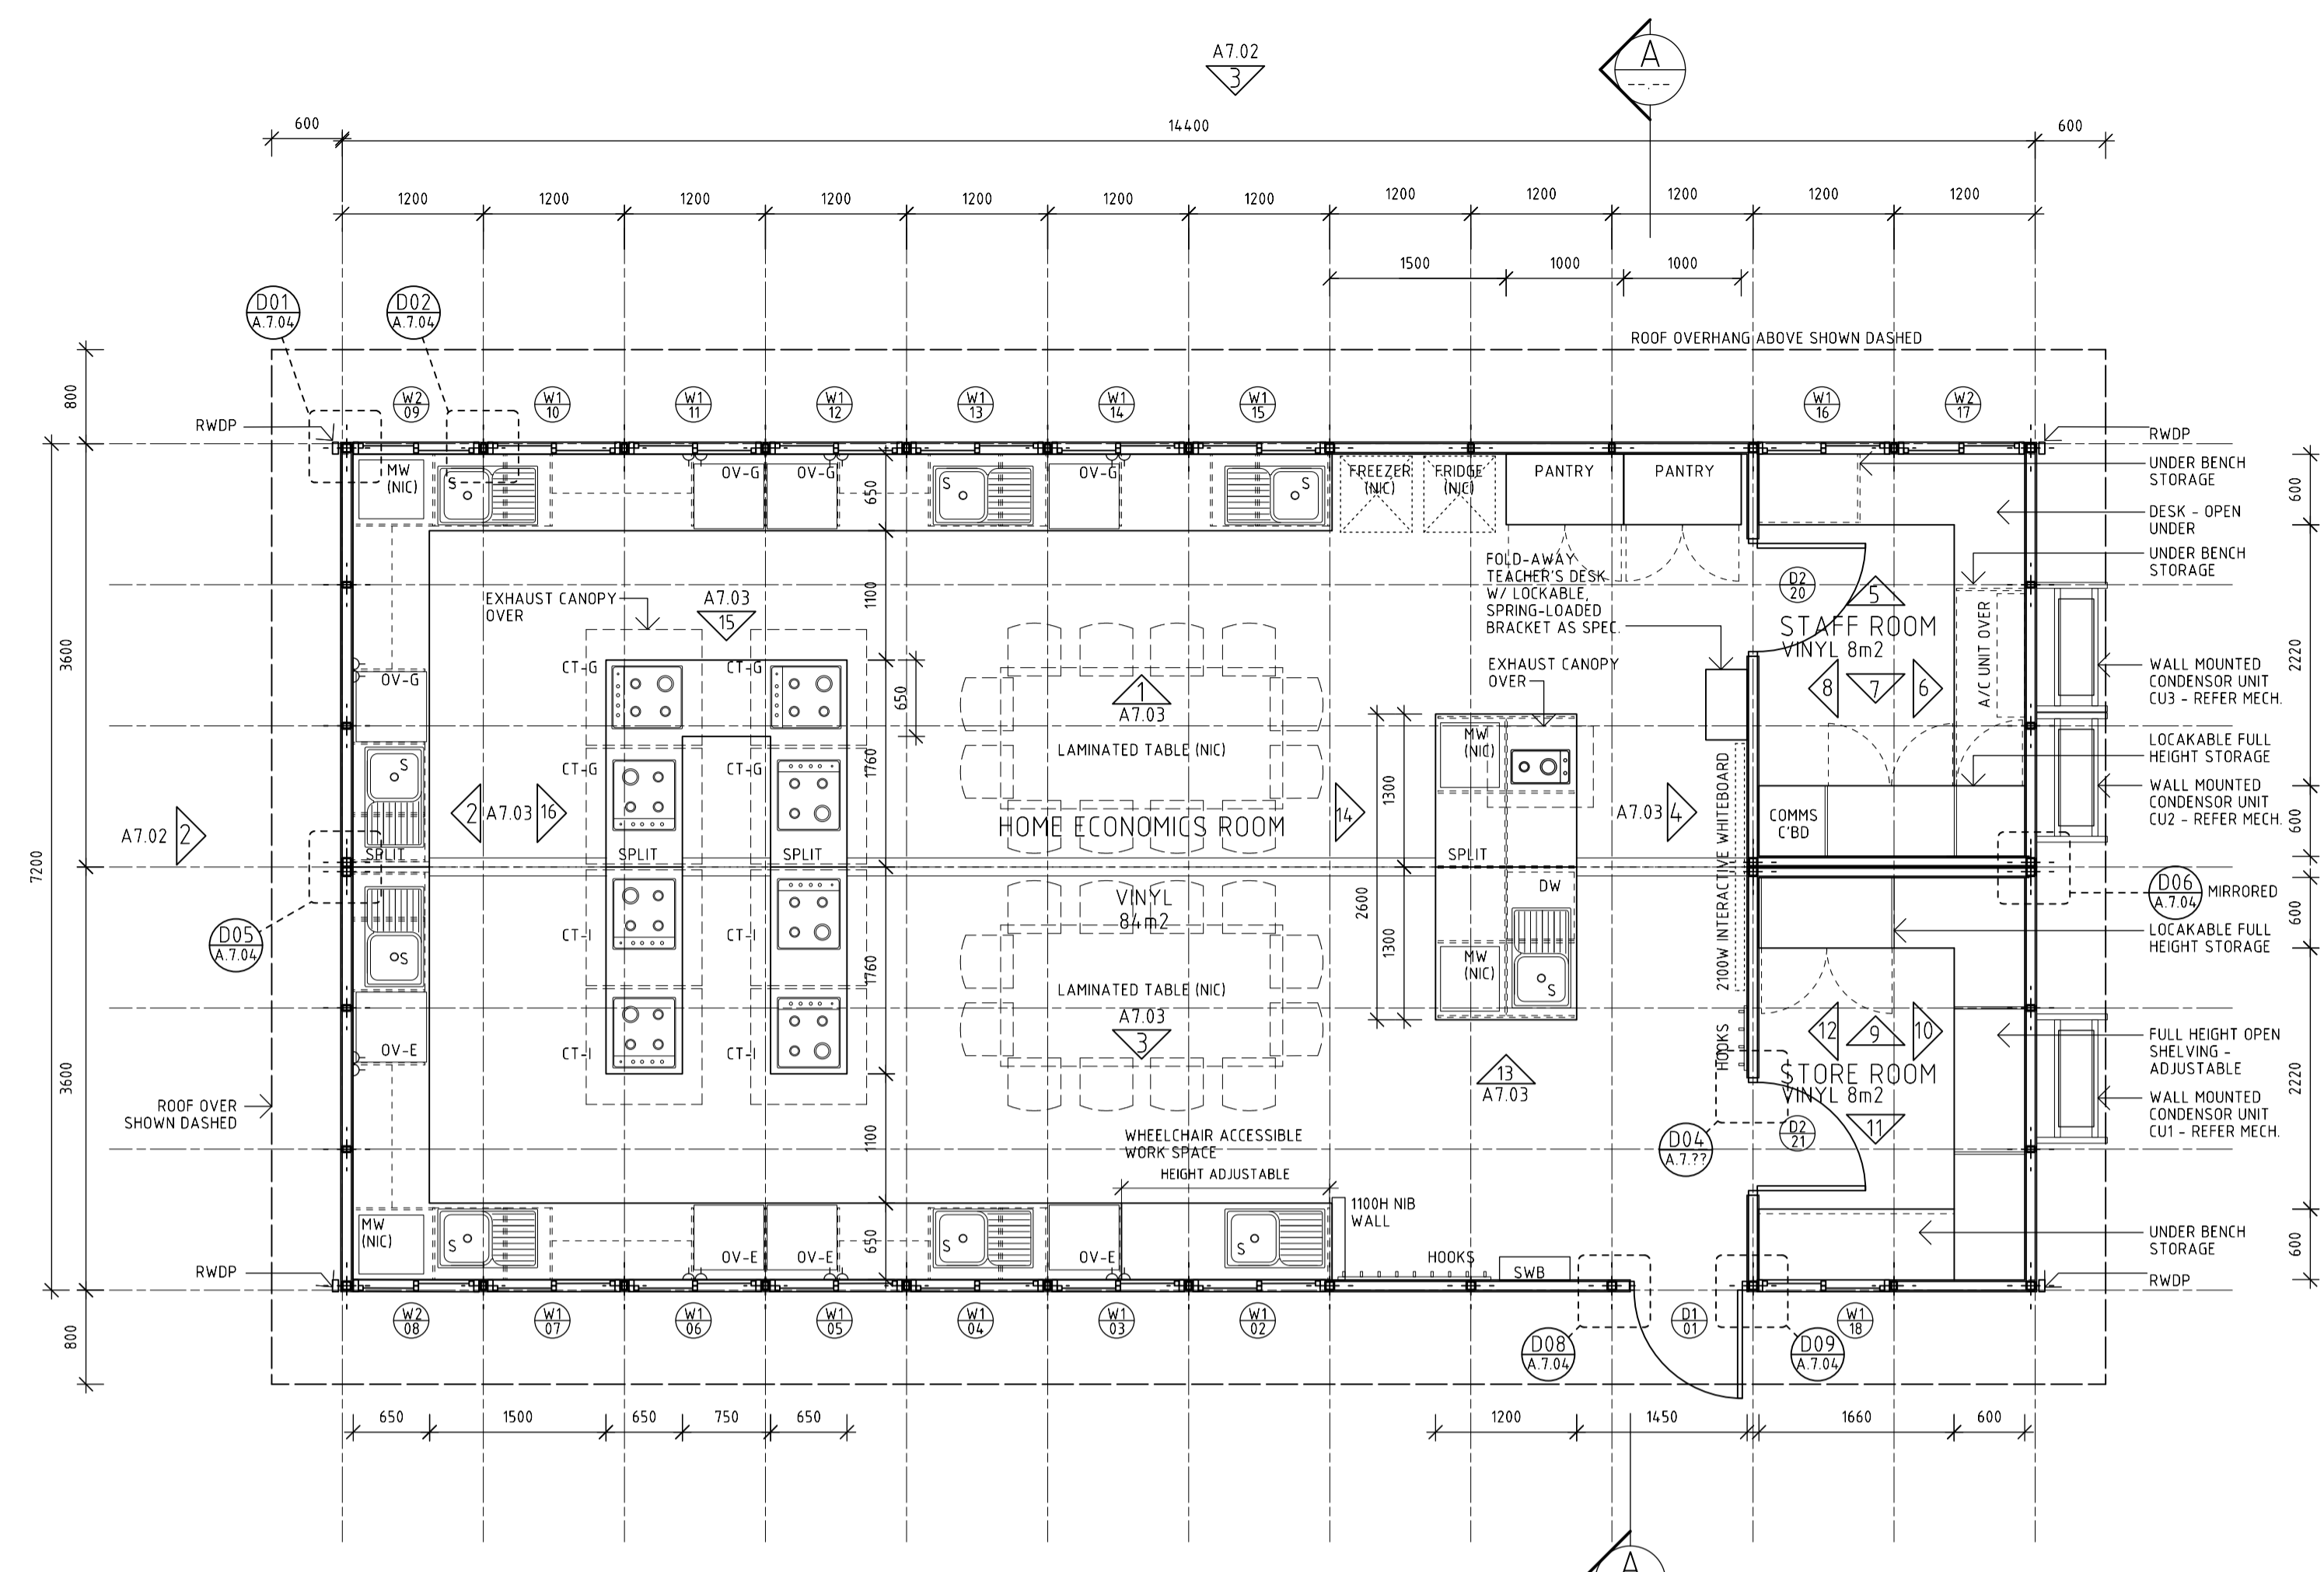 A7.02
3
A
600
14400
600
1200
1200
1200
1200
1200
1200
1200
1200
1200
1200
1200
1200
1500
1000
1000
D01
A.7.04
D02
A.7.04
ROOF OVERHANG ABOVE SHOWN DASHED
800
W2
09
W1
10
W1
11
W1
12
W1
13
W1
14
W1
15
W1
16
W2
17
RWDP
RWDP
MW
(NIC)
S
OV-G
OV-G
650
S
OV-G
S
FREEZER
(NIC)
FRIDGE
(NIC)
PANTRY
PANTRY
UNDER BENCH
STORAGE
600
DESK - OPEN
UNDER
UNDER BENCH
STORAGE
EXHAUST CANOPY
OVER
A7.03
15
1100
FOLD-AWAY
TEACHER'S DESK
W/ LOCKABLE,
SPRING-LOADED
BRACKET AS SPEC.
D2
20
5
STAFF ROOM
VINYL 8m2
A/C UNIT OVER
3600
OV-G
CT-G
CT-G
650
1
A7.03
EXHAUST CANOPY
OVER
8
7
6
WALL MOUNTED
CONDENSOR UNIT
CU3 - REFER MECH.
2220
LAMINATED TABLE (NIC)
MW
(NIC)
LOCAKABLE FULL
HEIGHT STORAGE
S
CT-G
CT-G
1760
1300
2100W INTERACTIVE WHITEBOARD
WALL MOUNTED
CONDENSOR UNIT
CU2 - REFER MECH.
A7.02
2
2
A7.03
16
HOME ECONOMICS ROOM
14
A7.03
4
COMMS
C'BD
600
7200
SPLIT
SPLIT
SPLIT
SPLIT
VINYL
84m2
DW
2600
D06
A.7.04
MIRRORED
600
D05
A.7.04
S
CT-I
CT-I
1300
LOCKABLE FULL
HEIGHT STORAGE
MW
(NIC)
S
LAMINATED TABLE (NIC)
1760
A7.03
3
OV-E
CT-I
CT-I
HOOKS
12
9
10
FULL HEIGHT OPEN
SHELVING -
ADJUSTABLE
3600
13
A7.03
STORE ROOM
VINYL 8m2
2220
ROOF OVER
SHOWN DASHED
1100
WHEELCHAIR ACCESSIBLE
WORK SPACE
HEIGHT ADJUSTABLE
D04
A.7.??
D2
21
11
WALL MOUNTED
CONDENSOR UNIT
CU1 - REFER MECH.
MW
(NIC)
S
OV-E
OV-E
650
S
OV-E
S
1100H NIB
WALL
HOOKS
SWB
UNDER BENCH
STORAGE
600
RWDP
RWDP
800
W2
08
W1
07
W1
06
W1
05
W1
04
W1
03
W1
02
D08
A.7.04
D1
01
D09
A.7.04
W1
18
650
1500
650
750
650
1200
1450
1660
600
A